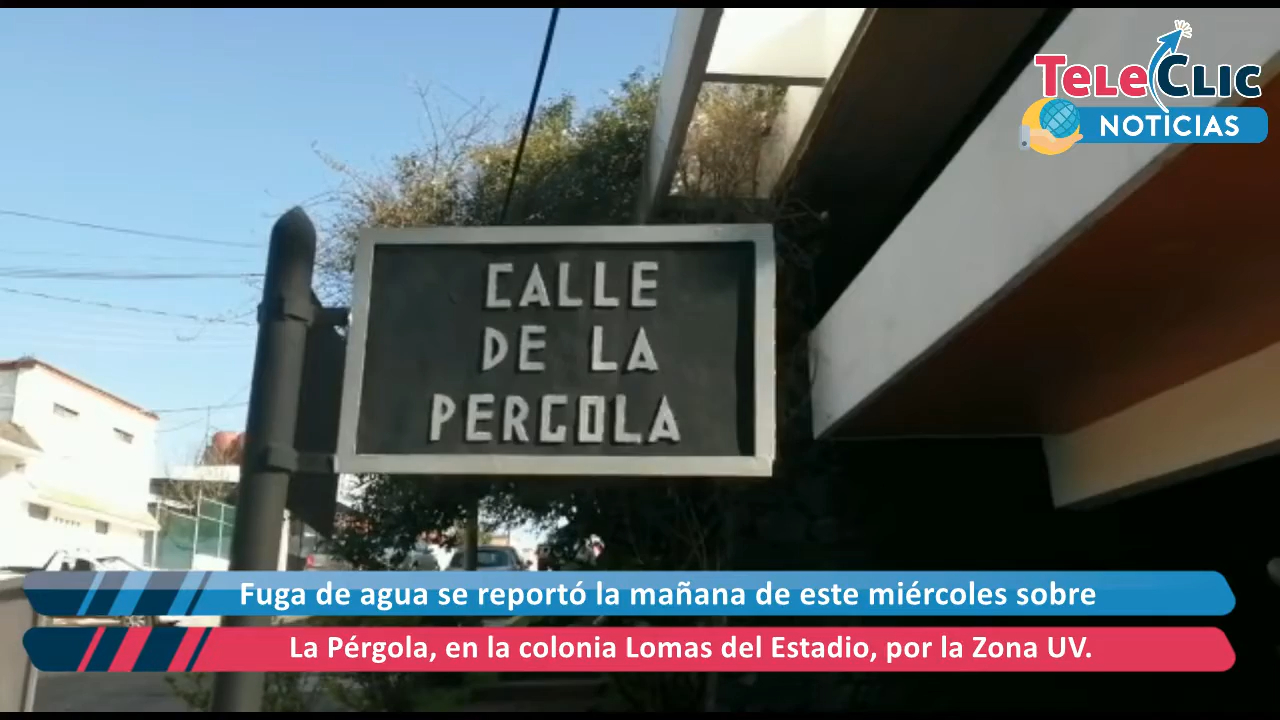 TELECLIC
NOTICIAS
CALLE
DE LA
PERGOLA
Fuga de agua se reportó la mañana de este miércoles sobre
La Pérgola, en la colonia Lomas del Estadio, por la Zona UV.